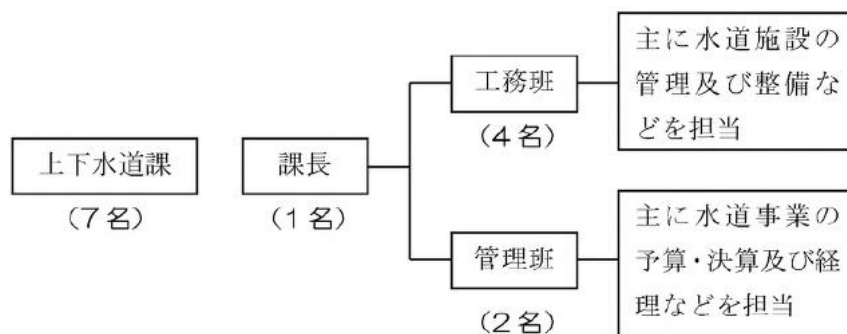 上下水道課
（7名）
課長
（1名）
工務班
（4名）
主に水道施設の
管理及び整備な
どを担当
管理班
（2名）
主に水道事業の
予算・決算及び経
理などを担当